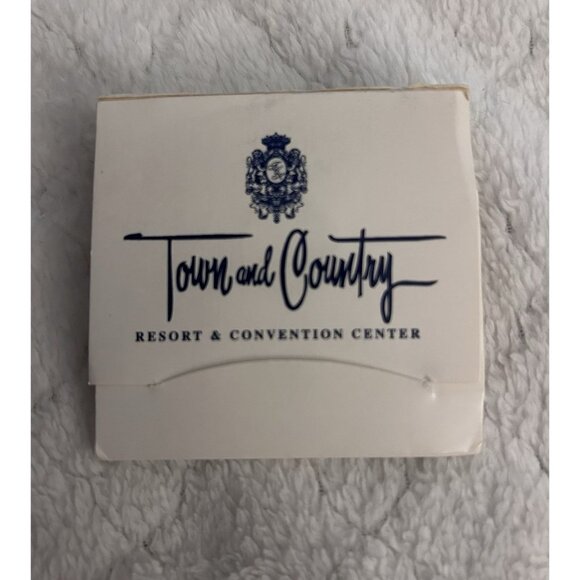 Town and Country
RESORT & CONVENTION CENTER